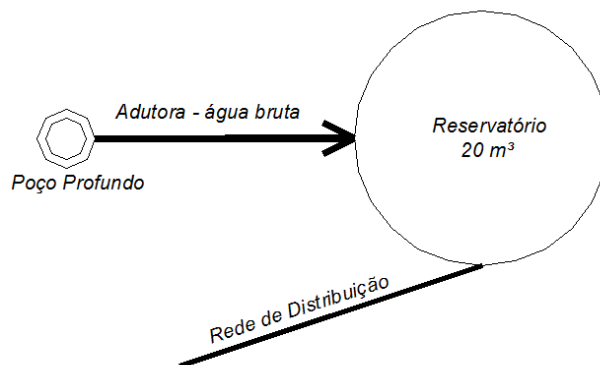 Adutora - água bruta
Poço Profundo
Reservatório
20 m³
Rede de Distribuição